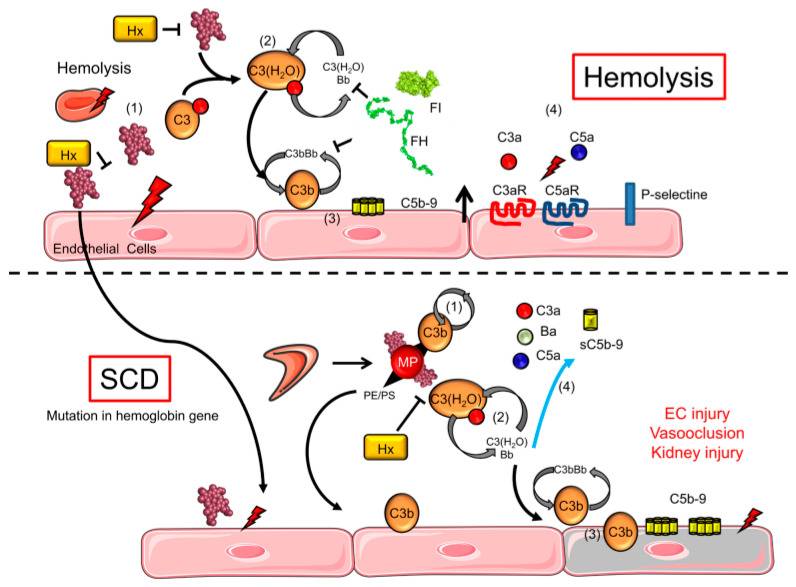 Hx
(2)
C3(H₂O)
C3(H₂O)
Bb
Hemolysis
Hemolysis
(1)
C3
FI
FH
(4)
C3a
C5a
Hx
C3bBb
C3b
C3aR
C5aR
P-selectine
(3)
C5b-9
Endothelial Cells
(1)
C3b
C3a
Ba
C5a
sC5b-9
MP
SCD
Mutation in hemoglobin gene
PE/PS
C3(H₂O)
(2)
(4)
Hx
C3(H₂O)
Bb
EC injury
Vasooclusion
Kidney injury
C3bBb
C3b
C3b
(3)
C3b
C5b-9